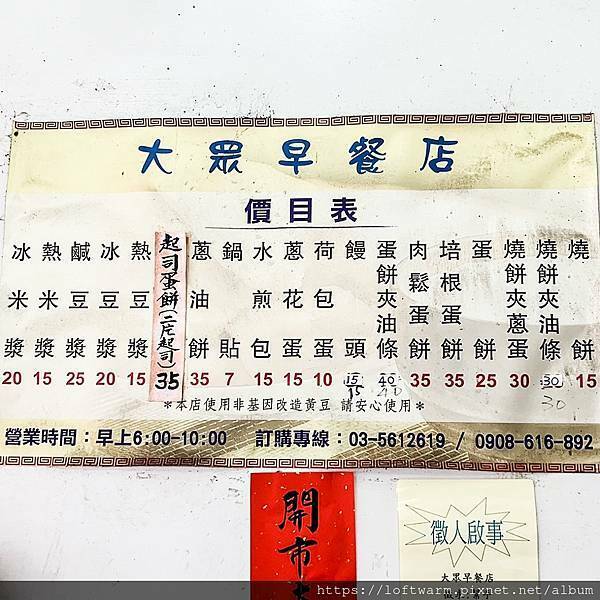 大眾早餐店
價目表
燒餅 15
燒餅夾油條 30 30
燒餅夾蔥蛋 30
蛋餅 25
培根蛋餅 35
肉鬆蛋餅 35
蛋餅夾油條 40 40
饅頭 15 15
荷包蛋 10
蔥花蛋 15
水煎包 15
鍋貼 7
蔥油餅 35
起司蛋餅(二片起司) 35
熱豆漿 15
冰豆漿 15
鹹豆漿 25
熱米漿 15
冰米漿 20
＊本店使用非基因改造黃豆 請安心使用＊
營業時間：早上6:00-10:00 訂購專線：03-5612619 / 0908-616-892
開市
徵人啟事
大眾早餐店
https://loftwarm.pixnet.net/album